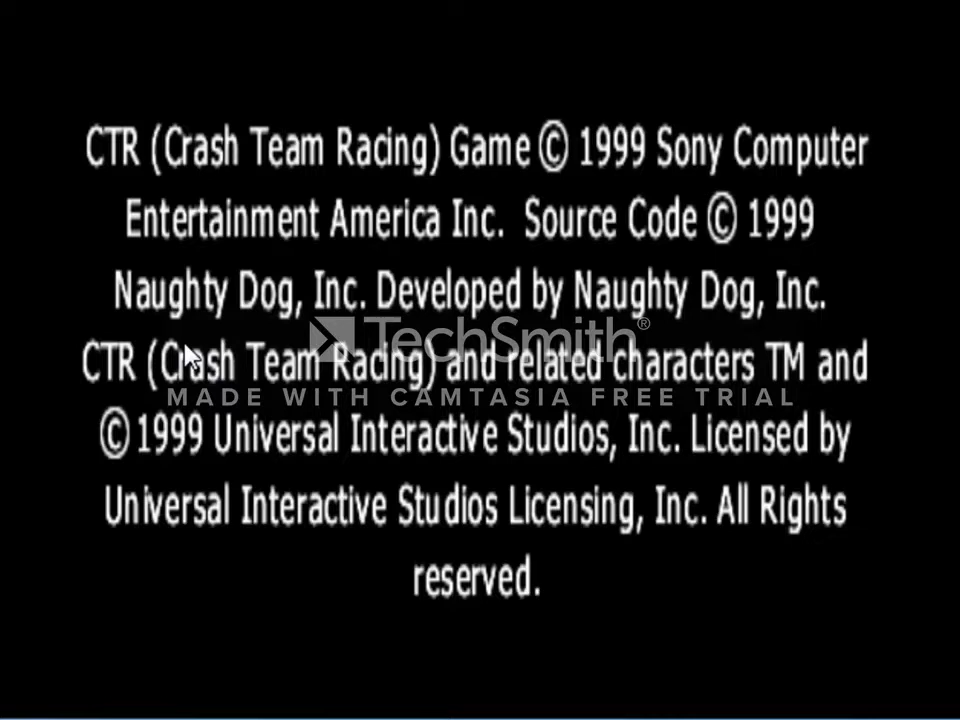 CTR (Crash Team Racing) Game © 1999 Sony Computer
Entertainment America Inc.  Source Code © 1999
Naughty Dog, Inc. Developed by Naughty Dog, Inc.
TechSmith®
CTR (Crash Team Racing) and related characters TM and
MADE WITH CAMTASIA FREE TRIAL
©1999 Universal Interactive Studios, Inc. Licensed by
Universal Interactive Studios Licensing, Inc. All Rights
reserved.